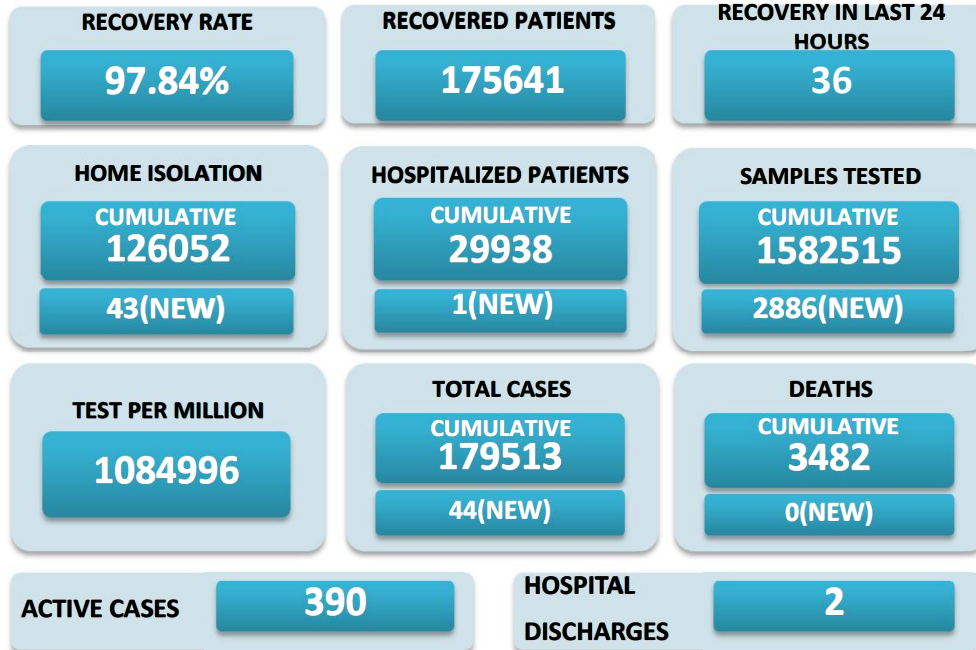 RECOVERY RATE
97.84%
RECOVERED PATIENTS
175641
RECOVERY IN LAST 24
HOURS
36
HOME ISOLATION
CUMULATIVE
126052
43(NEW)
HOSPITALIZED PATIENTS
CUMULATIVE
29938
1(NEW)
SAMPLES TESTED
CUMULATIVE
1582515
2886(NEW)
TEST PER MILLION
1084996
TOTAL CASES
CUMULATIVE
179513
44(NEW)
DEATHS
CUMULATIVE
3482
0(NEW)
ACTIVE CASES
390
HOSPITAL
DISCHARGES
2